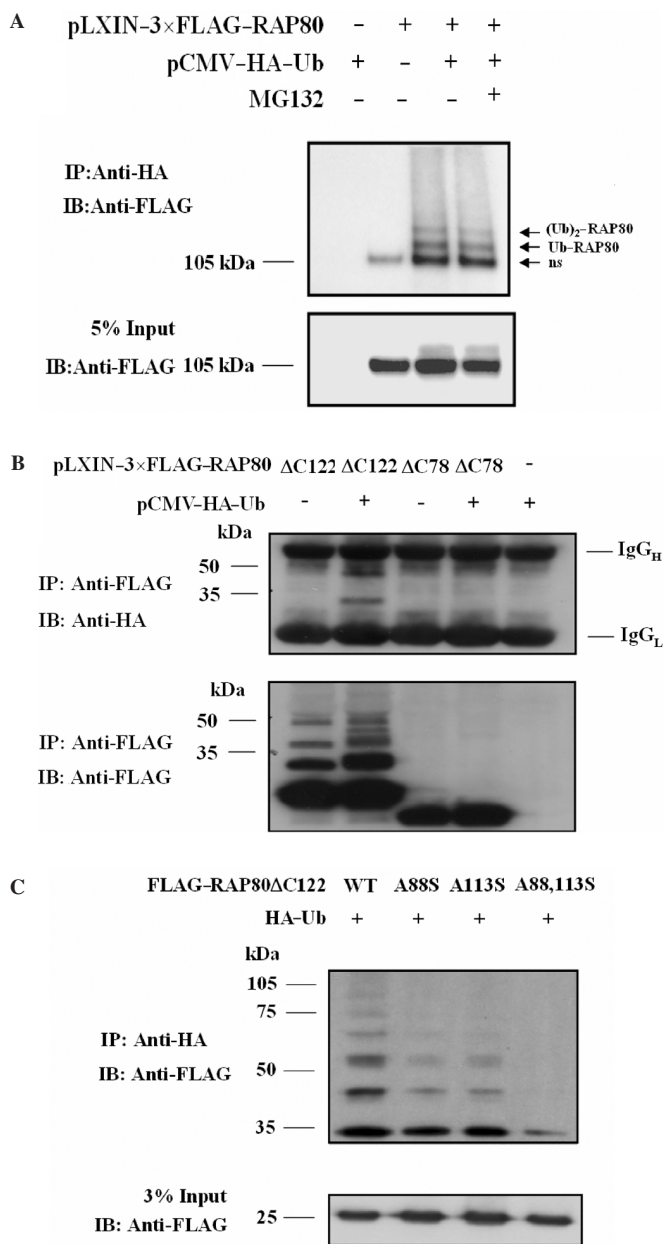 A
pLXIN-3×FLAG-RAP80 - + + +
pCMV-HA-Ub + - + +
MG132 - - - +
IP:Anti-HA
IB:Anti-FLAG
(Ub)2-RAP80
Ub-RAP80
105 kDa
ns
5% Input
IB:Anti-FLAG 105 kDa
B
pLXIN-3×FLAG-RAP80 ΔC122 ΔC122 ΔC78 ΔC78 -
pCMV-HA-Ub - + - + +
kDa
IgGH
50
IP: Anti-FLAG
35
IB: Anti-HA
IgGL
kDa
50
IP: Anti-FLAG
35
IB: Anti-FLAG
C
FLAG-RAP80ΔC122 WT A88S A113S A88,113S
HA-Ub + + + +
kDa
105
75
IP: Anti-HA
IB: Anti-FLAG
50
35
3% Input
IB: Anti-FLAG 25